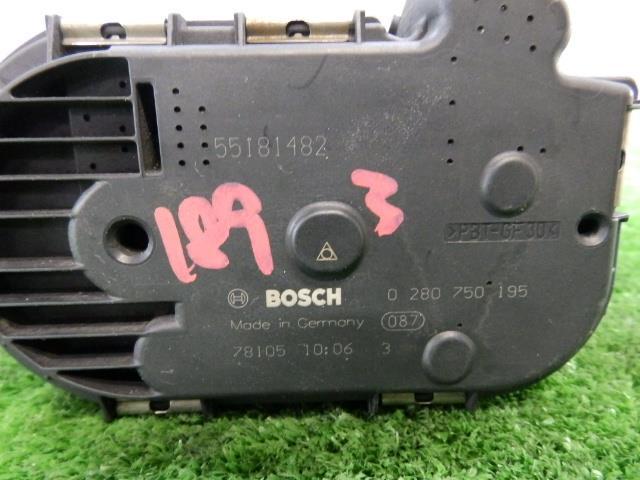 55181482
189 3
>PBT-GF30<
BOSCH 0 280 750 195
Made in Germany 087
78105 10:06 3